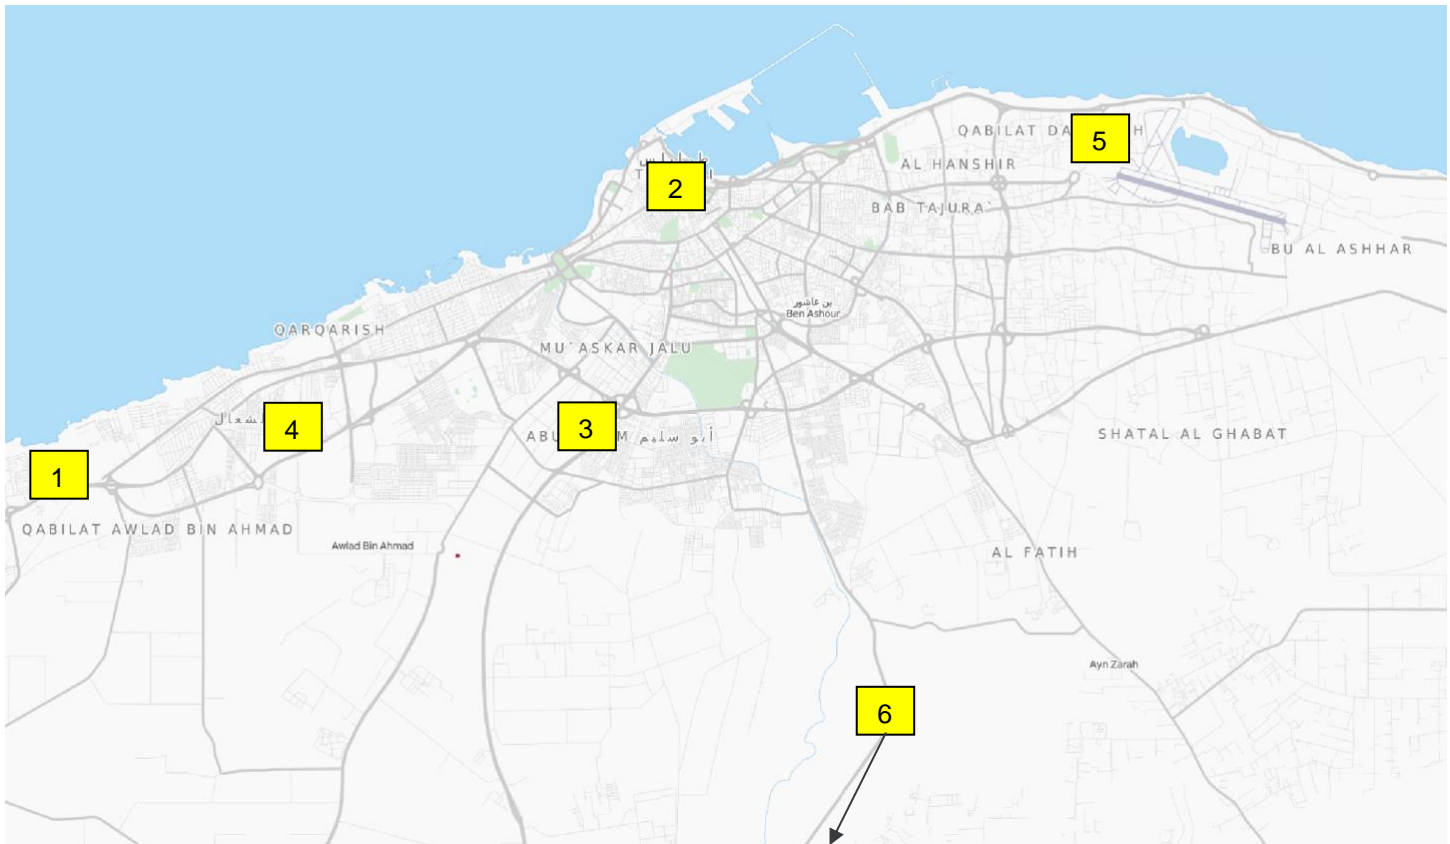 طرابلس
QABILAT
5
AL HANSHIR
2
BAB TAJURA`
BU AL ASHHAR
بن عاشور
Ben Ashour
QARQARISH
MU`ASKAR JALU
4
3
ABU
أبو سليم
SHATAL AL GHABAT
1
QABILAT AWLAD BIN AHMAD
Awlad Bin Ahmad
AL FATIH
Ayn Zarah
6